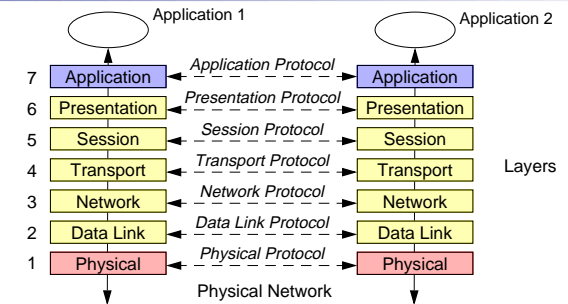 Application 1
Application 2
7 Application Application Protocol Application
6 Presentation Presentation Protocol Presentation
5 Session Session Protocol Session
4 Transport Transport Protocol Transport Layers
3 Network Network Protocol Network
2 Data Link Data Link Protocol Data Link
1 Physical Physical Protocol Physical
Physical Network